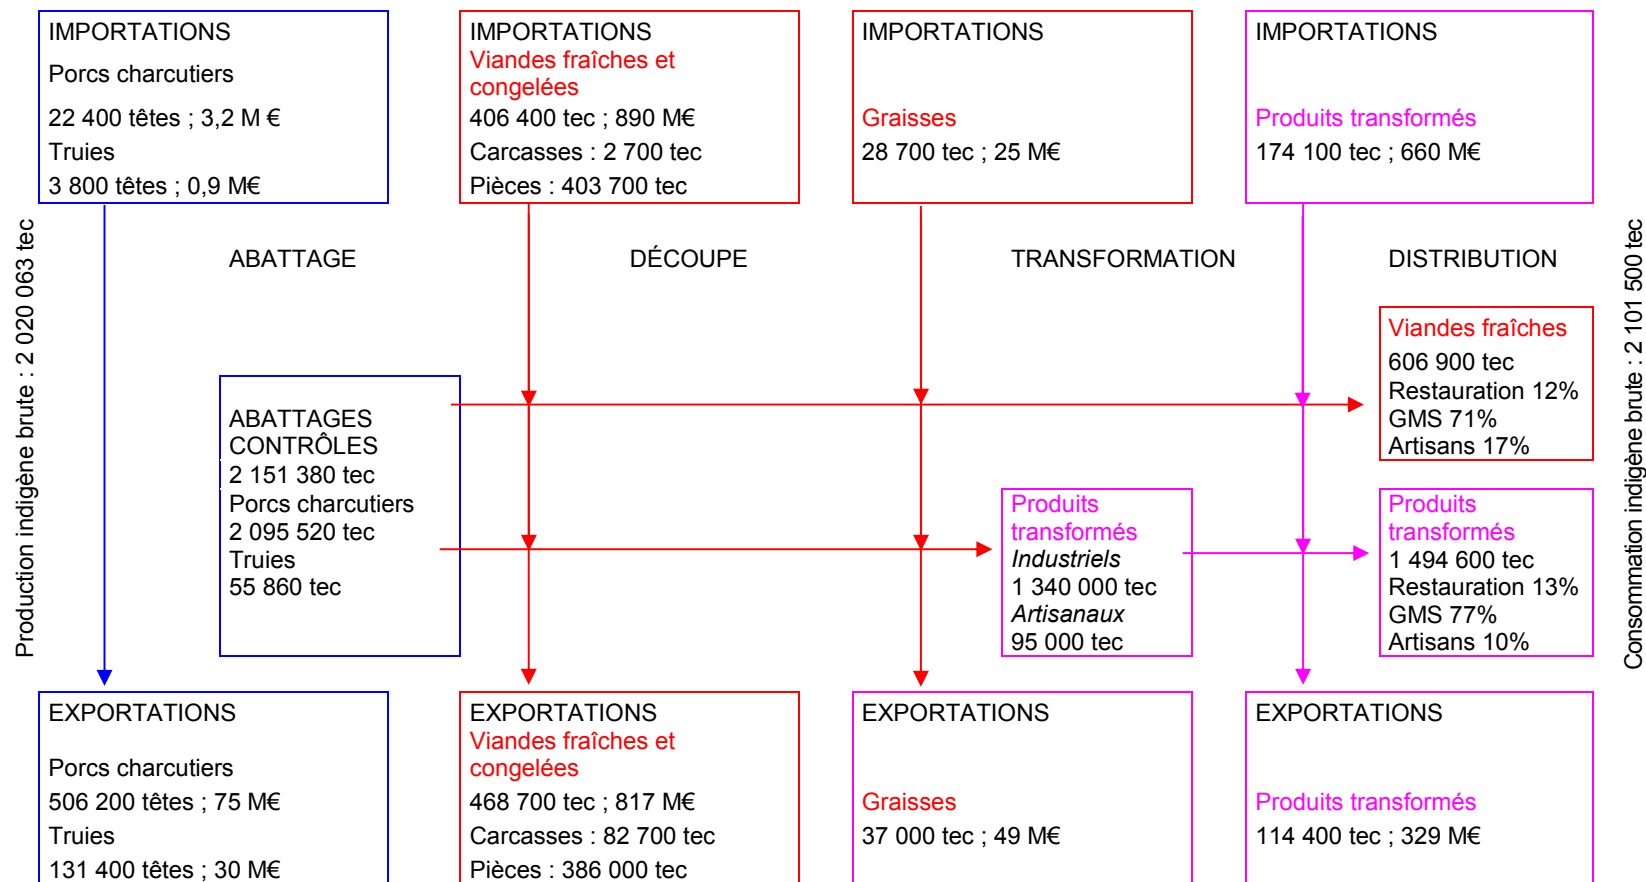 IMPORTATIONS
Porcs charcutiers
22 400 têtes ; 3,2 M €
Truies
3 800 têtes ; 0,9 M€
IMPORTATIONS
Viandes fraîches et
congelées
406 400 tec ; 890 M€
Carcasses : 2 700 tec
Pièces : 403 700 tec
IMPORTATIONS
Graisses
28 700 tec ; 25 M€
IMPORTATIONS
Produits transformés
174 100 tec ; 660 M€
Production indigène brute : 2 020 063 tec
ABATTAGE
DÉCOUPE
TRANSFORMATION
DISTRIBUTION
Consommation indigène brute : 2 101 500 tec
ABATTAGES
CONTRÔLES
2 151 380 tec
Porcs charcutiers
2 095 520 tec
Truies
55 860 tec
Viandes fraîches
606 900 tec
Restauration 12%
GMS 71%
Artisans 17%
Produits
transformés
Industriels
1 340 000 tec
Artisanaux
95 000 tec
Produits
transformés
1 494 600 tec
Restauration 13%
GMS 77%
Artisans 10%
EXPORTATIONS
Porcs charcutiers
506 200 têtes ; 75 M€
Truies
131 400 têtes ; 30 M€
EXPORTATIONS
Viandes fraîches et
congelées
468 700 tec ; 817 M€
Carcasses : 82 700 tec
Pièces : 386 000 tec
EXPORTATIONS
Graisses
37 000 tec ; 49 M€
EXPORTATIONS
Produits transformés
114 400 tec ; 329 M€